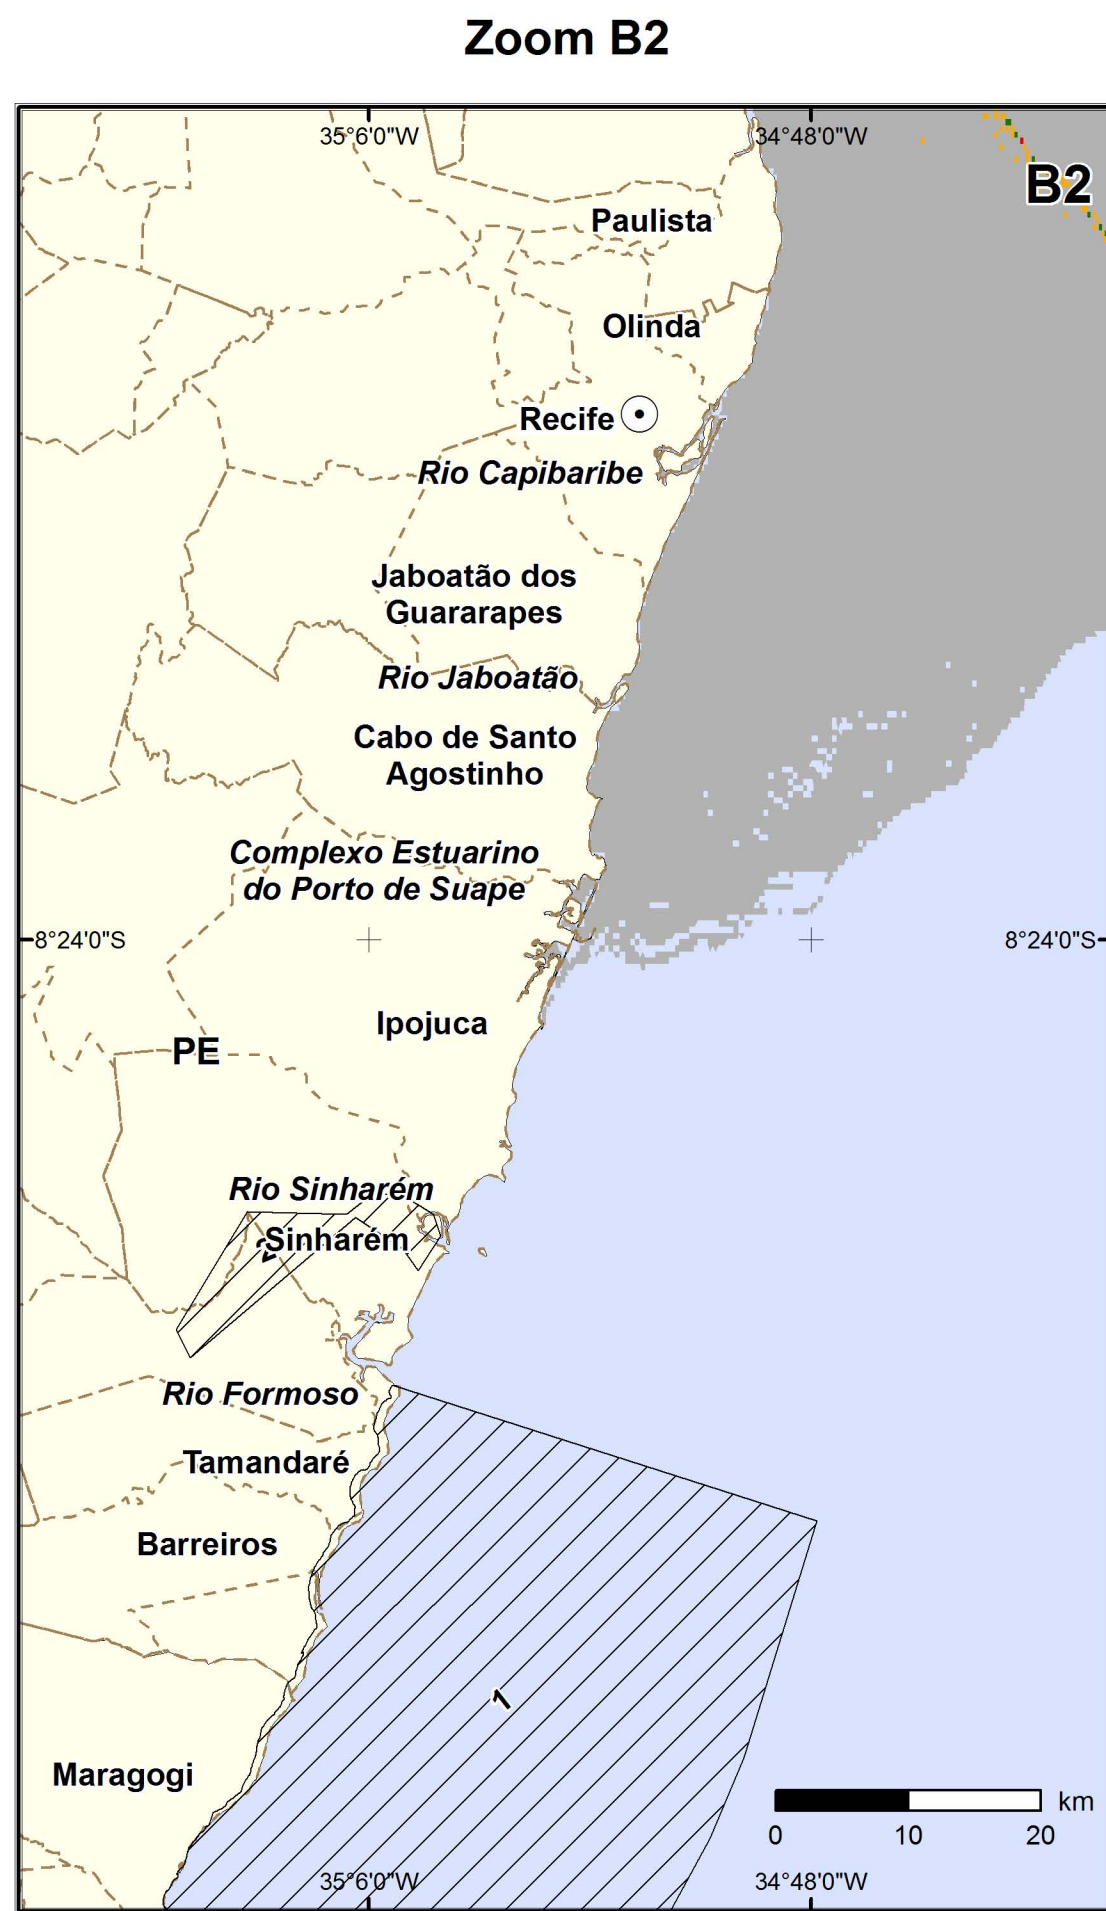 Zoom B2
35°6'0"W
34°48'0"W
B2
Paulista
Olinda
Recife
Rio Capibaribe
Jaboatão dos
Guararapes
Rio Jaboatão
Cabo de Santo
Agostinho
Complexo Estuarino
do Porto de Suape
8°24'0"S
8°24'0"S
Ipojuca
PE
Rio Sinharém
2
Sinharém
Rio Formoso
Tamandaré
Barreiros
1
Maragogi
km
0 10 20
35°6'0"W
34°48'0"W